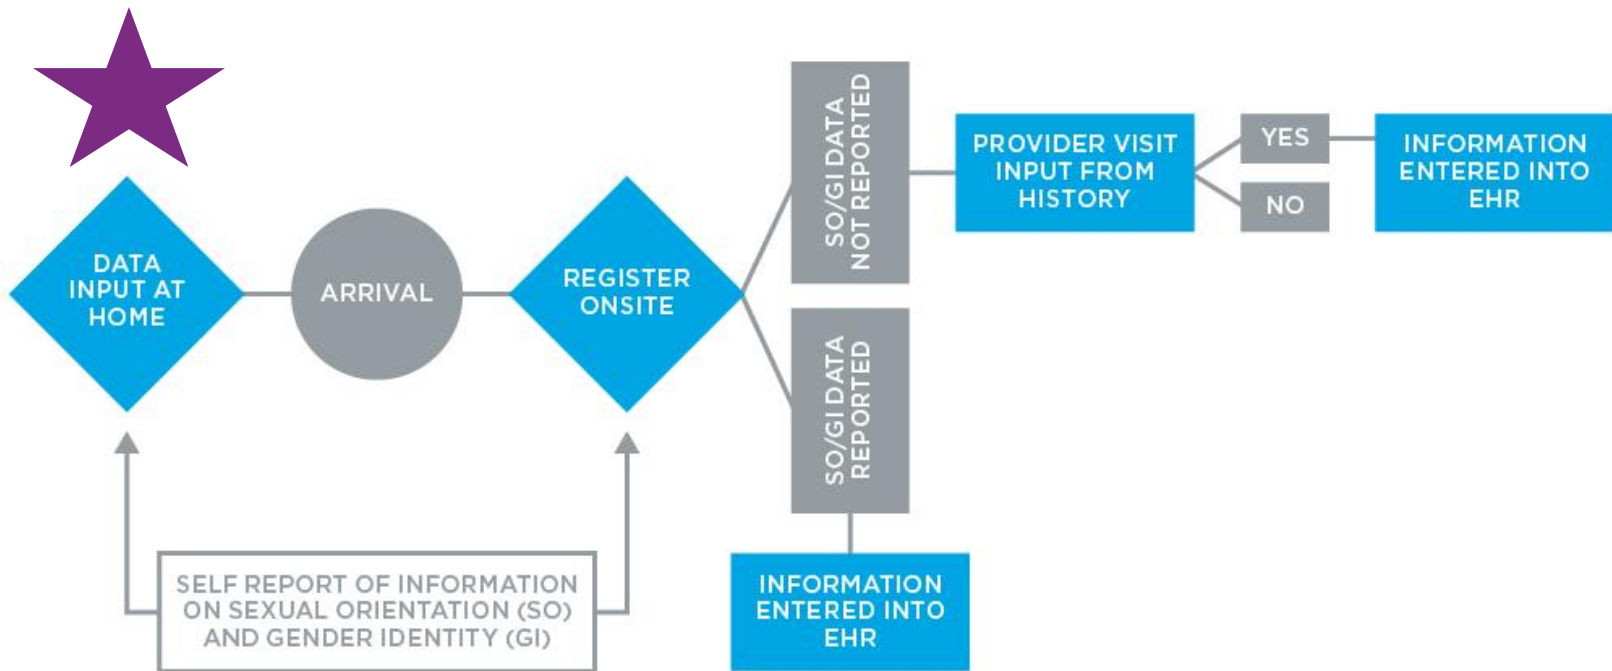 DATA
INPUT AT
HOME
ARRIVAL
REGISTER
ONSITE
SO/GI DATA
NOT REPORTED
PROVIDER VISIT
INPUT FROM
HISTORY
YES
NO
INFORMATION
ENTERED INTO
EHR
SO/GI DATA
REPORTED
INFORMATION
ENTERED INTO
EHR
SELF REPORT OF INFORMATION
ON SEXUAL ORIENTATION (SO)
AND GENDER IDENTITY (GI)